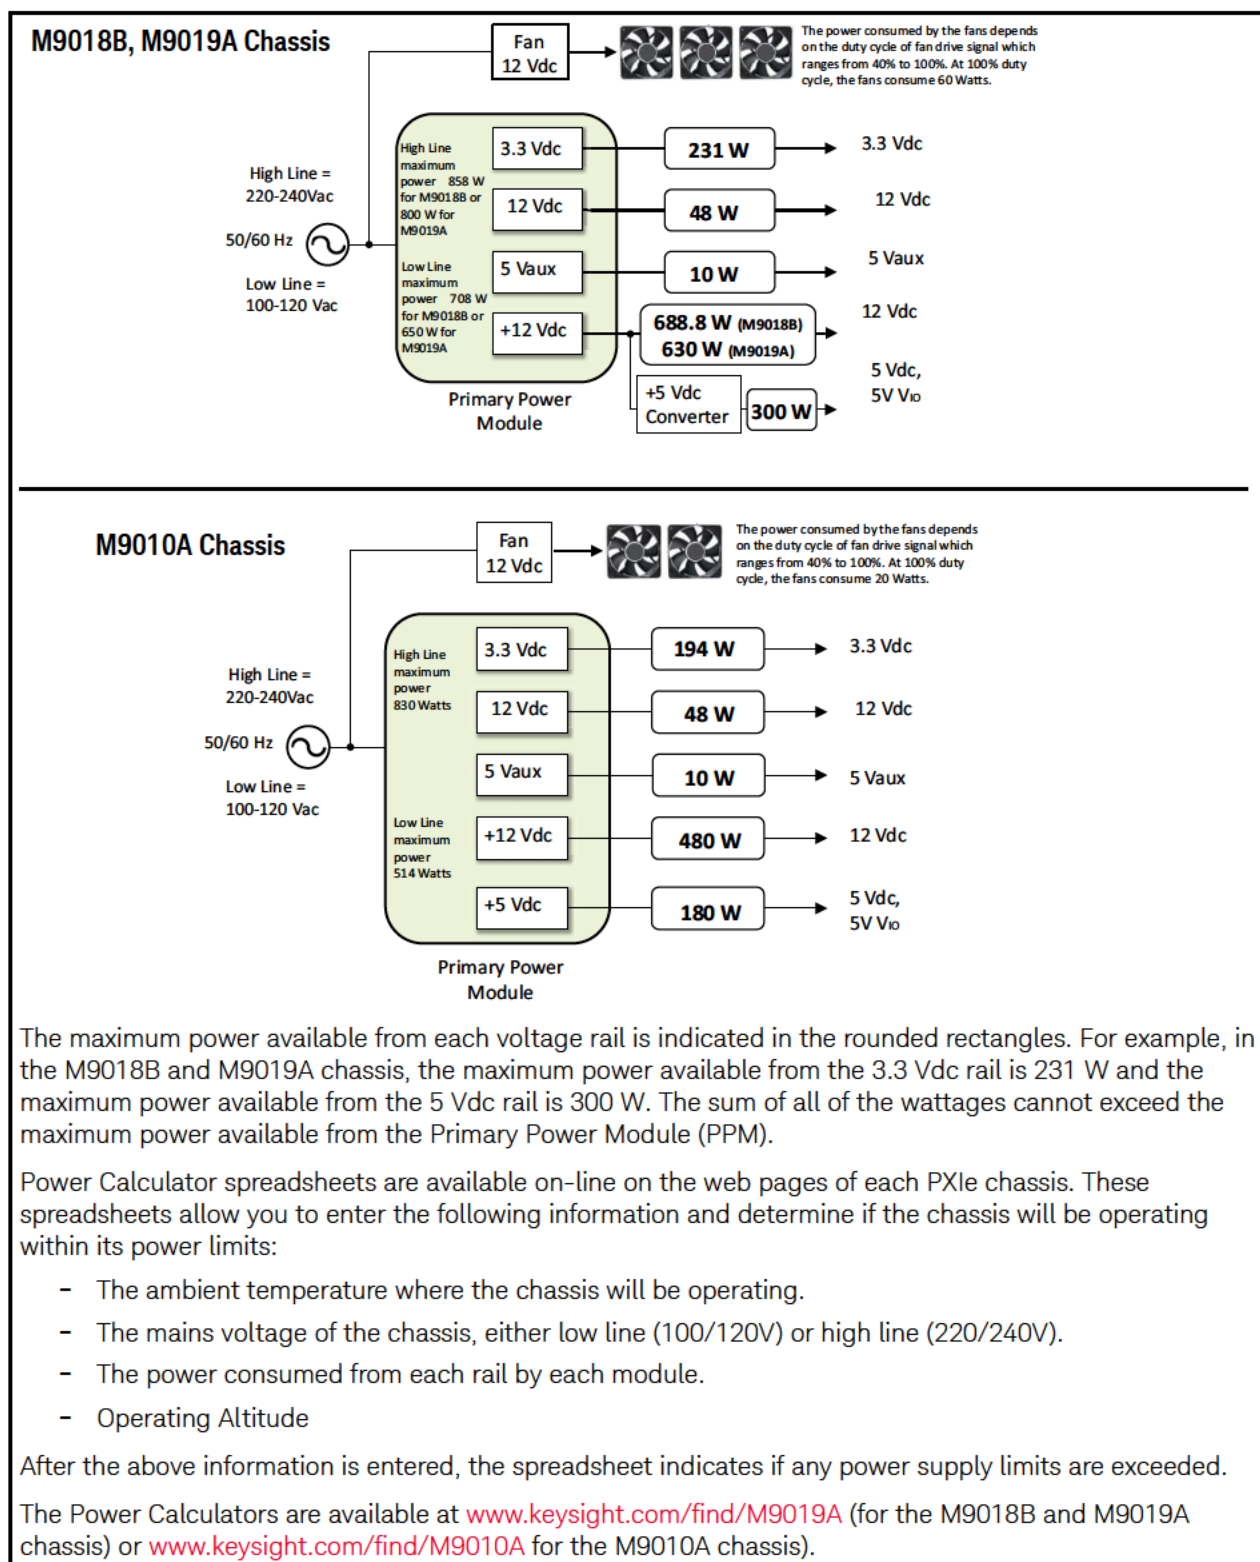 M9018B, M9019A Chassis
Fan
12 Vdc
The power consumed by the fans depends
on the duty cycle of fan drive signal which
ranges from 40% to 100%. At 100% duty
cycle, the fans consume 60 Watts.
High Line =
220-240Vac
50/60 Hz
Low Line =
100-120 Vac
High Line
maximum
power 858 W
for M9018B or
800 W for
M9019A
Low Line
maximum
power 708 W
for M9018B or
650 W for
M9019A
3.3 Vdc
231 W
3.3 Vdc
12 Vdc
48 W
12 Vdc
5 Vaux
10 W
5 Vaux
+12 Vdc
688.8 W (M9018B)
630 W (M9019A)
12 Vdc
+5 Vdc
Converter
300 W
5 Vdc,
5V VIO
Primary Power
Module
M9010A Chassis
Fan
12 Vdc
The power consumed by the fans depends
on the duty cycle of fan drive signal which
ranges from 40% to 100%. At 100% duty
cycle, the fans consume 20 Watts.
High Line =
220-240Vac
50/60 Hz
Low Line =
100-120 Vac
High Line
maximum
power
830 Watts
Low Line
maximum
power
514 Watts
3.3 Vdc
194 W
3.3 Vdc
12 Vdc
48 W
12 Vdc
5 Vaux
10 W
5 Vaux
+12 Vdc
480 W
12 Vdc
+5 Vdc
180 W
5 Vdc,
5V VIO
Primary Power
Module
The maximum power available from each voltage rail is indicated in the rounded rectangles. For example, in
the M9018B and M9019A chassis, the maximum power available from the 3.3 Vdc rail is 231 W and the
maximum power available from the 5 Vdc rail is 300 W. The sum of all of the wattages cannot exceed the
maximum power available from the Primary Power Module (PPM).
Power Calculator spreadsheets are available on-line on the web pages of each PXIe chassis. These
spreadsheets allow you to enter the following information and determine if the chassis will be operating
within its power limits:
- The ambient temperature where the chassis will be operating.
- The mains voltage of the chassis, either low line (100/120V) or high line (220/240V).
- The power consumed from each rail by each module.
- Operating Altitude
After the above information is entered, the spreadsheet indicates if any power supply limits are exceeded.
The Power Calculators are available at www.keysight.com/find/M9019A (for the M9018B and M9019A
chassis) or www.keysight.com/find/M9010A for the M9010A chassis).